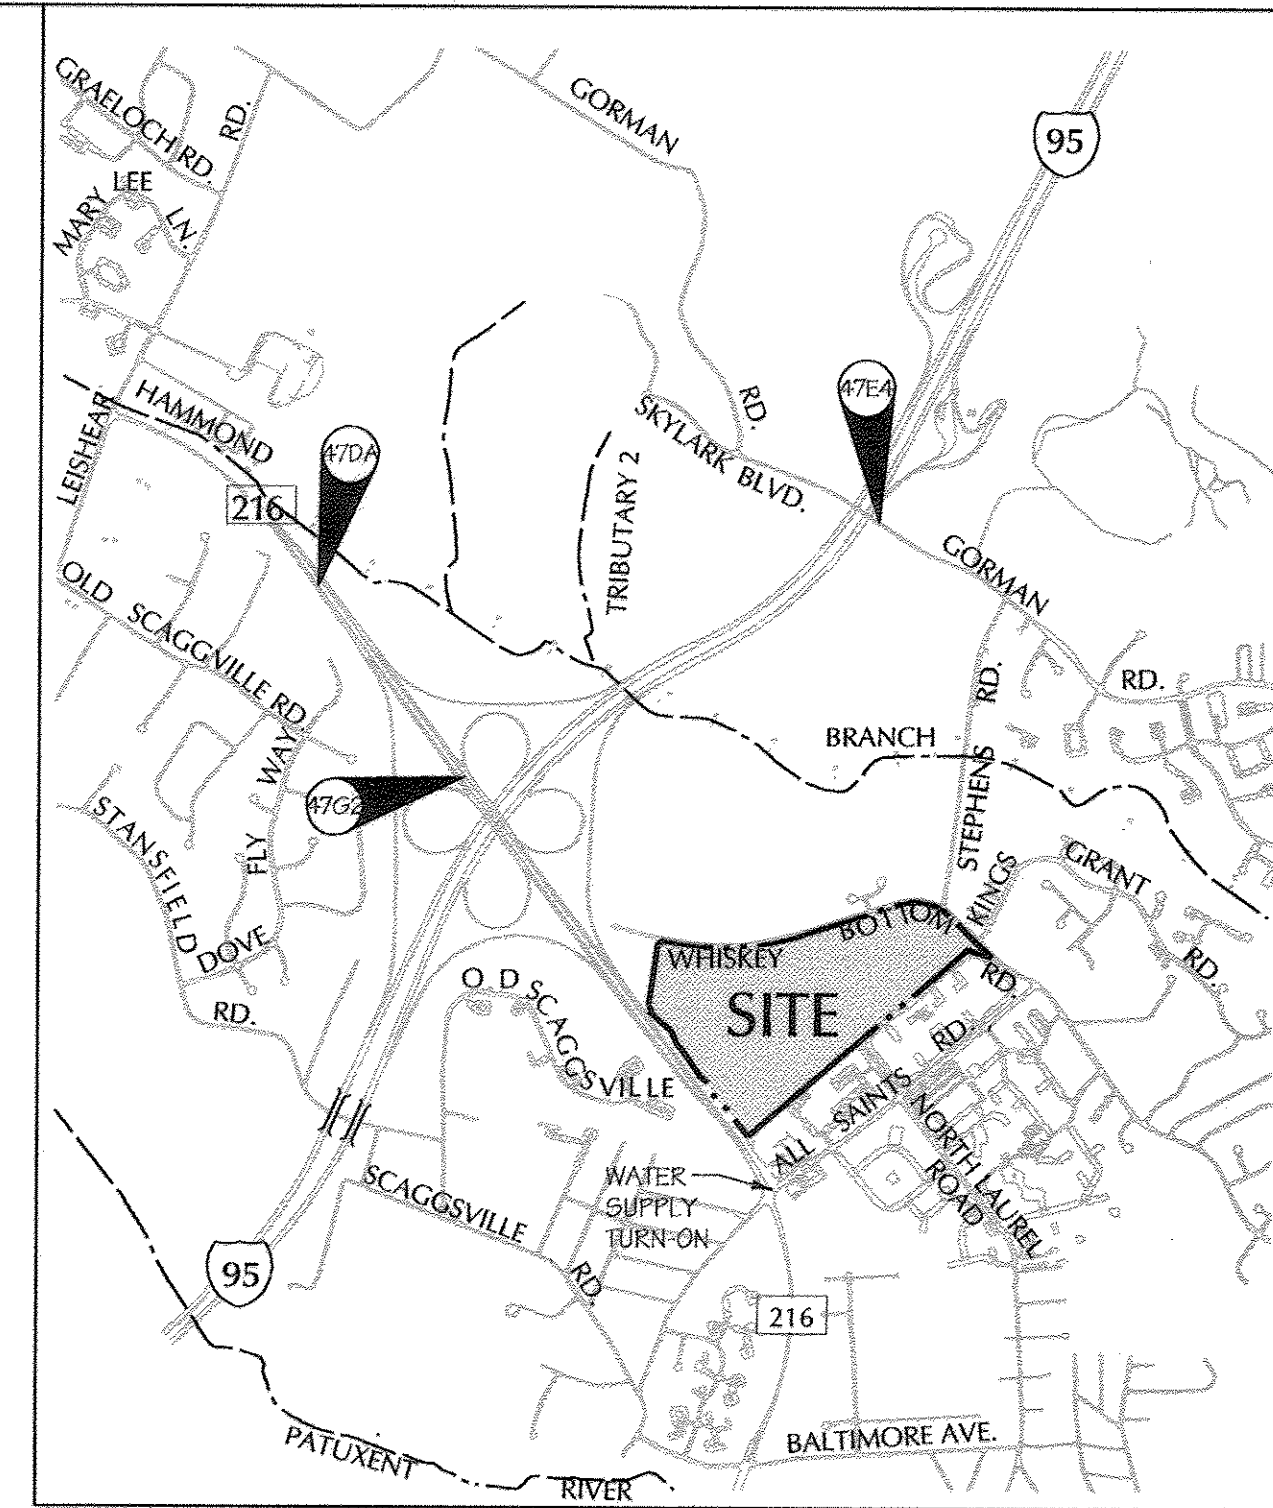 GRAELOCH RD.
RD.
GORMAN
95
MARY LEE LN.
47E4
RD.
SKYLARK BLVD.
HAMMOND
LEISHEAR
47DA
216
TRIBUTARY 2
GORMAN
RD.
OLD SCAGGVILLE RD.
STEPHENS RD.
BRANCH
FLY WAY
47G2
STANSFIELD
KINGS
GRANT
RD.
DOVE
RD.
WHISKEY BOTTOM
RD.
SITE
O D SCAGGSVILLE
ALL SAINTS RD.
NORTH LAUREL
ROAD
WATER
SUPPLY
TURN-ON
SCAGGSVILLE
RD.
95
216
PATUXENT
RIVER
BALTIMORE AVE.